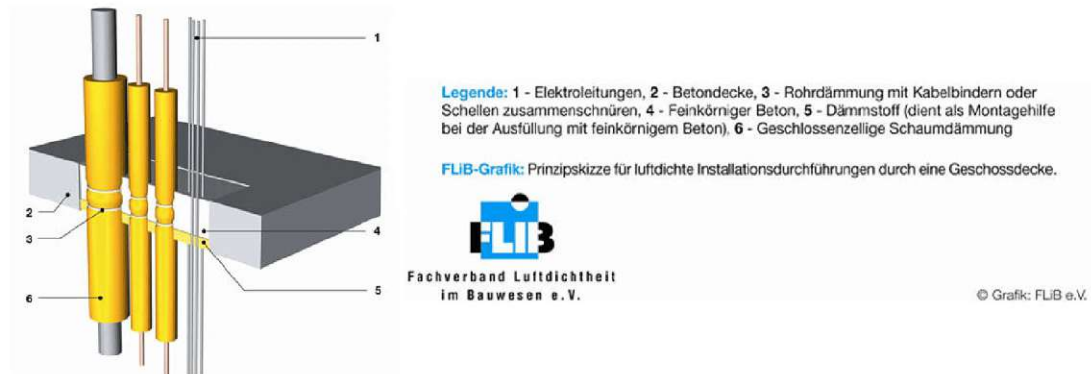 1
2
3
4
5
6
Legende: 1 - Elektroleitungen, 2 - Betondecke, 3 - Rohrdämmung mit Kabelbindern oder
Schellen zusammenschnüren, 4 - Feinkörniger Beton, 5 - Dämmstoff (dient als Montagehilfe
bei der Ausfüllung mit feinkörnigem Beton), 6 - Geschlossenzellige Schaumdämmung
FLiB-Grafik: Prinzipskizze für luftdichte Installationsdurchführungen durch eine Geschossdecke.
FLiB
Fachverband Luftdichtheit
im Bauwesen e.V.
© Grafik: FLiB e.V.